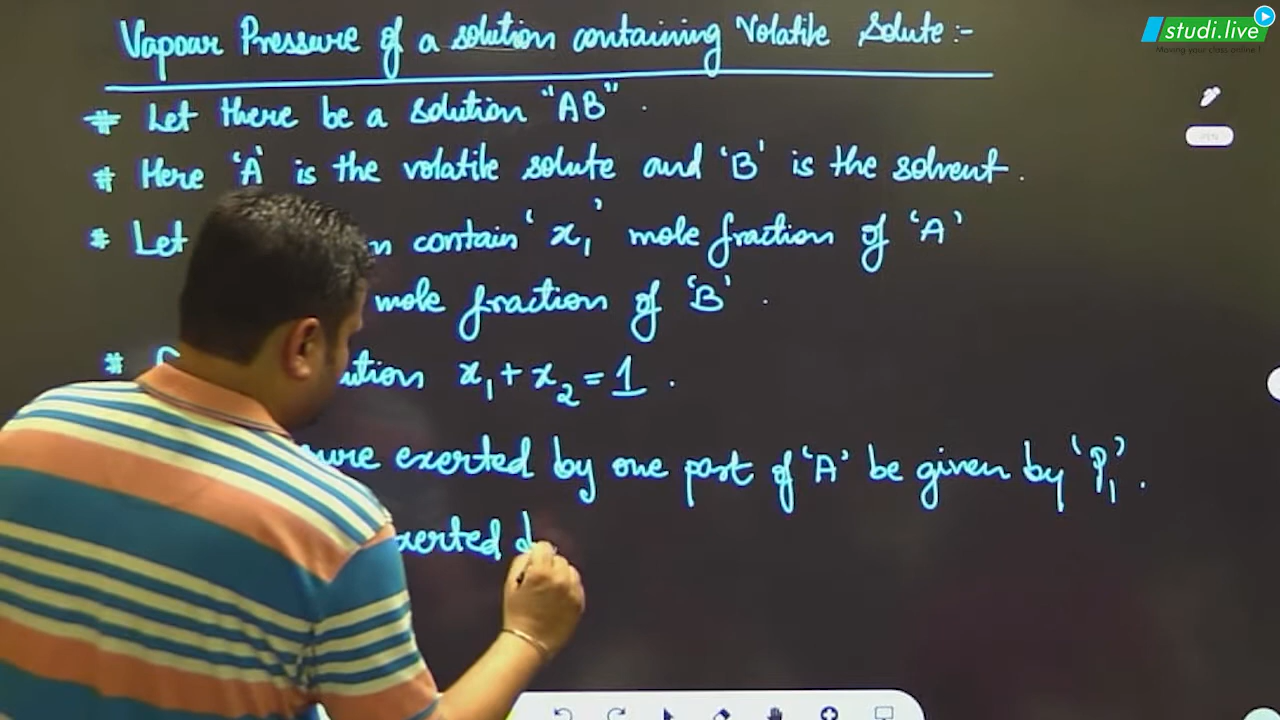 Vapour Pressure of a solution containing Volatile Solute :-
studi.live
Moving your class online !
* Let there be a solution "AB" .
* Here 'A' is the volatile solute and 'B' is the solvent .
* Let contain 'x₁' mole fraction of 'A'
mole fraction of 'B' .
* x₁ + x₂ = 1 .
exerted by one part of 'A' be given by 'P₁' .